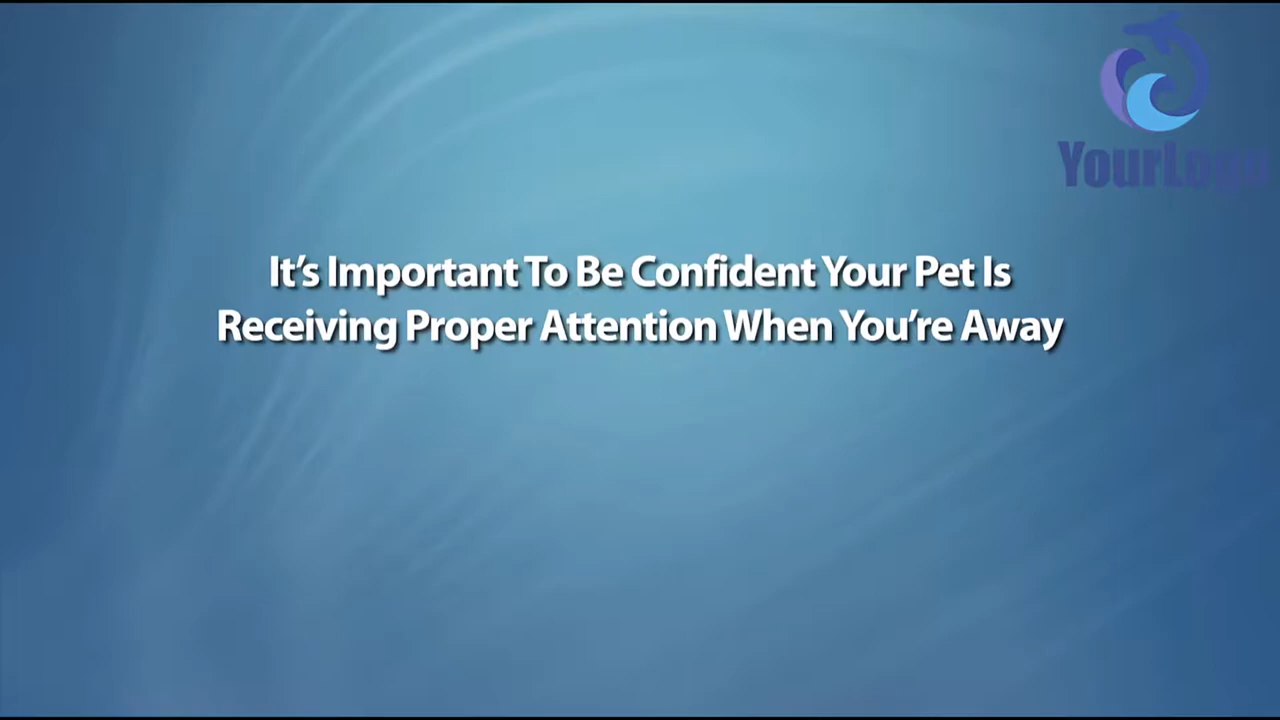 YourLogo
It's Important To Be Confident Your Pet Is
Receiving Proper Attention When You're Away